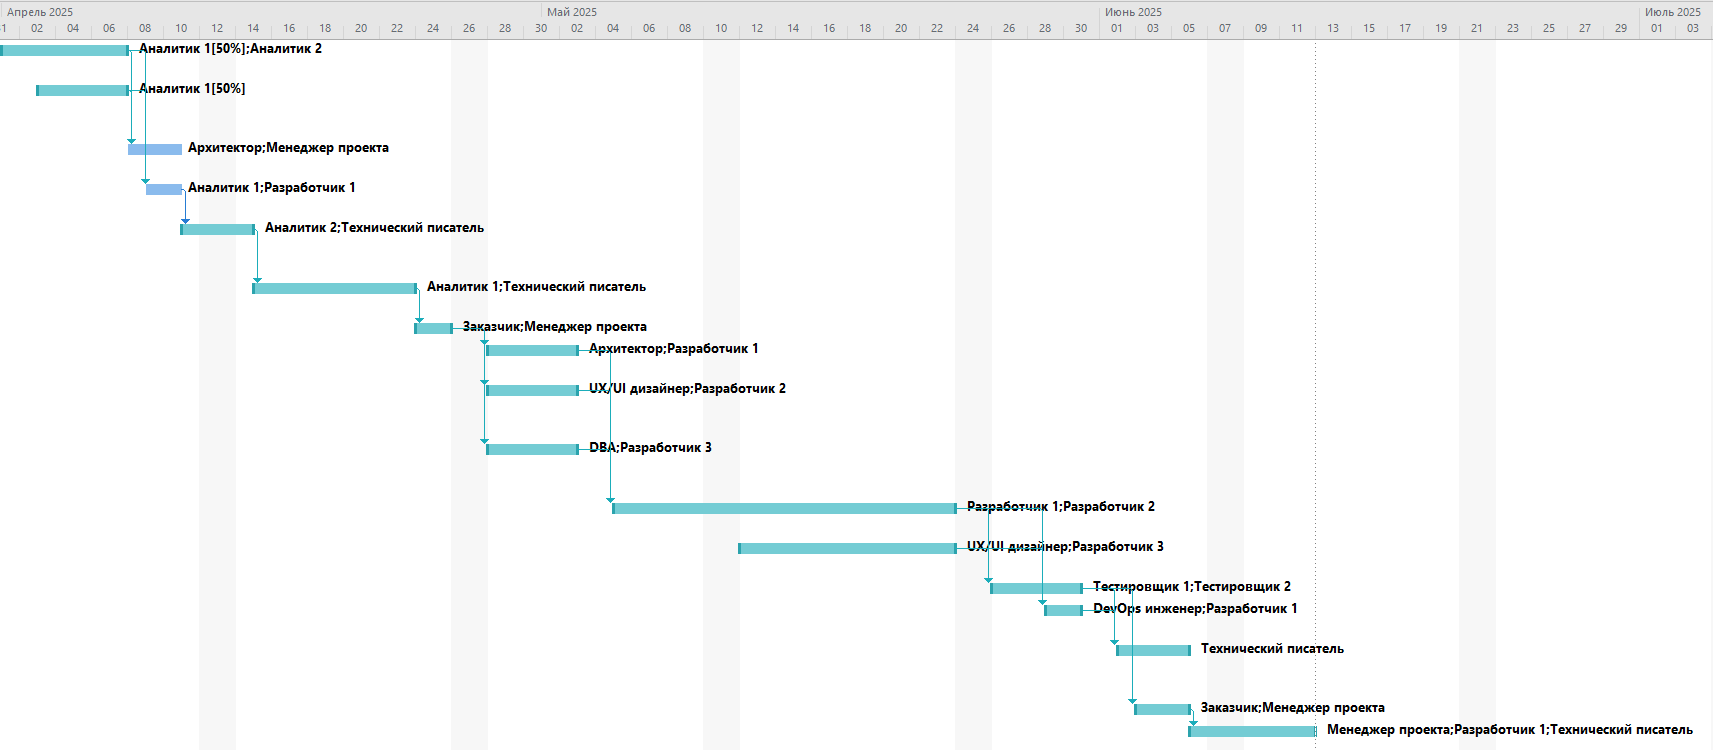 Апрель 2025 Май 2025 Июнь 2025 Июль 2025
02 04 06 08 10 12 14 16 18 20 22 24 26 28 30 02 04 06 08 10 12 14 16 18 20 22 24 26 28 30 01 03 05 07 09 11 13 15 17 19 21 23 25 27 29 01 03
Аналитик 1[50%];Аналитик 2
Аналитик 1[50%]
Архитектор;Менеджер проекта
Аналитик 1;Разработчик 1
Аналитик 2;Технический писатель
Аналитик 1;Технический писатель
Заказчик;Менеджер проекта
Архитектор;Разработчик 1
UX/UI дизайнер;Разработчик 2
DBA;Разработчик 3
Разработчик 1;Разработчик 2
UX/UI дизайнер;Разработчик 3
Тестировщик 1;Тестировщик 2
DevOps инженер;Разработчик 1
Технический писатель
Заказчик;Менеджер проекта
Менеджер проекта;Разработчик 1;Технический писатель